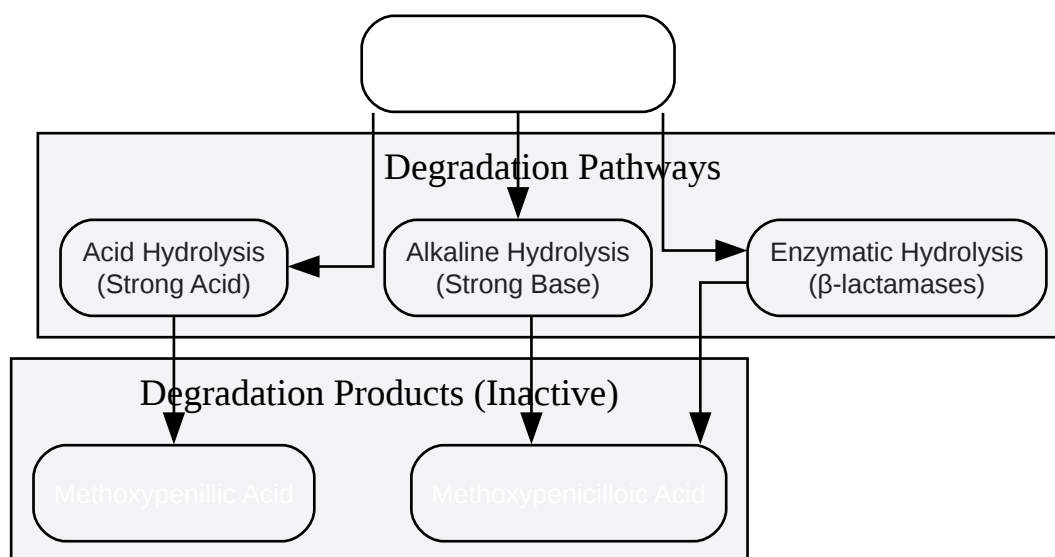 Degradation Pathways
Acid Hydrolysis
(Strong Acid)
Alkaline Hydrolysis
(Strong Base)
Enzymatic Hydrolysis
(β-lactamases)
Degradation Products (Inactive)
Methoxypenillic Acid
Methoxypenicilloic Acid